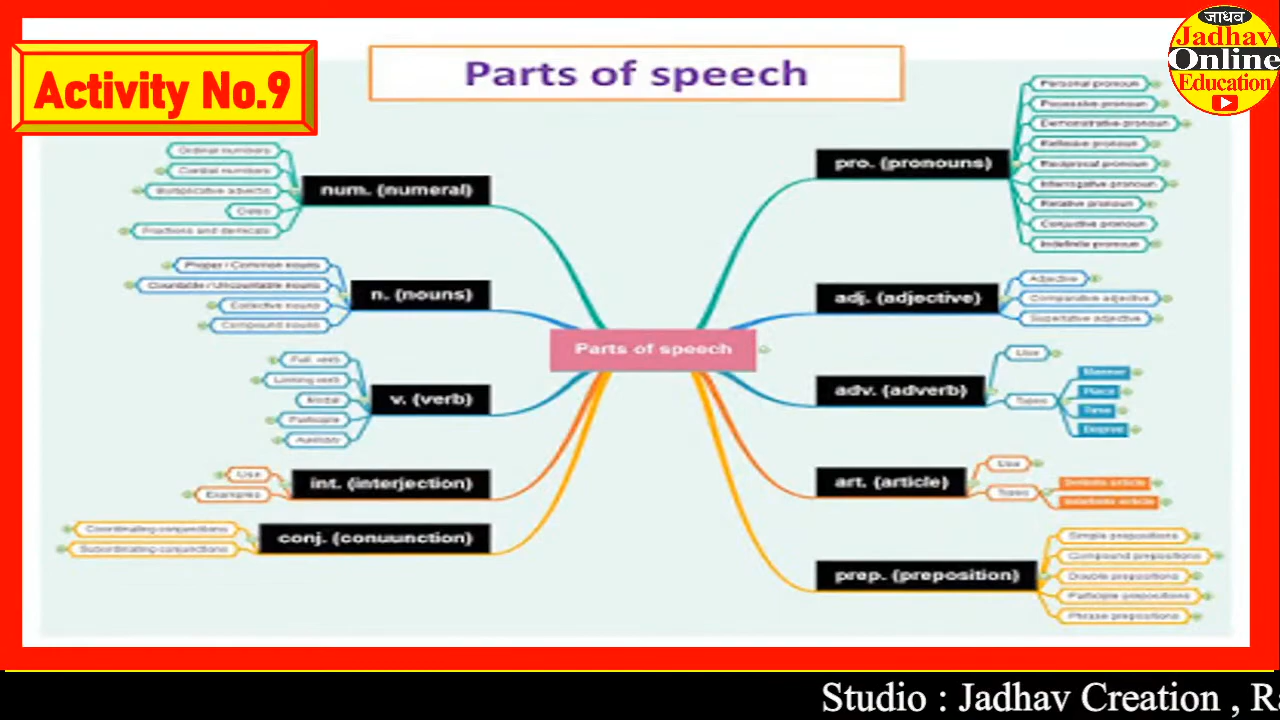 Activity No.9
Parts of speech
जाधव
Jadhav
Online
Education
num. (numeral)
Ordinal numbers
Cardinal numbers
Multiplicative adverbs
Dates
Fractions and decimals
n. (nouns)
Proper / Common nouns
Countable / Uncountable nouns
Collective nouns
Compound nouns
v. (verb)
Full verb
Linking verb
Modal
Participle
Auxiliary
int. (interjection)
Use
Examples
conj. (conuunction)
Coordinating conjunctions
Subordinating conjunctions
Parts of speech
pro. (pronouns)
Personal pronoun
Possessive pronoun
Demonstrative pronoun
Reflexive pronoun
Reciprocal pronoun
Interrogative pronoun
Relative pronoun
Conjuctive pronoun
Indefinite pronoun
adj. (adjective)
Adjective
Comparative adjective
Superlative adjective
adv. (adverb)
Use
Types
Manner
Place
Time
Degree
art. (article)
Use
Types
Definite article
Indefinite article
prep. (preposition)
Simple prepositions
Compound prepositions
Double prepositions
Participle prepositions
Phrase prepositions
Studio : Jadhav Creation , Ra